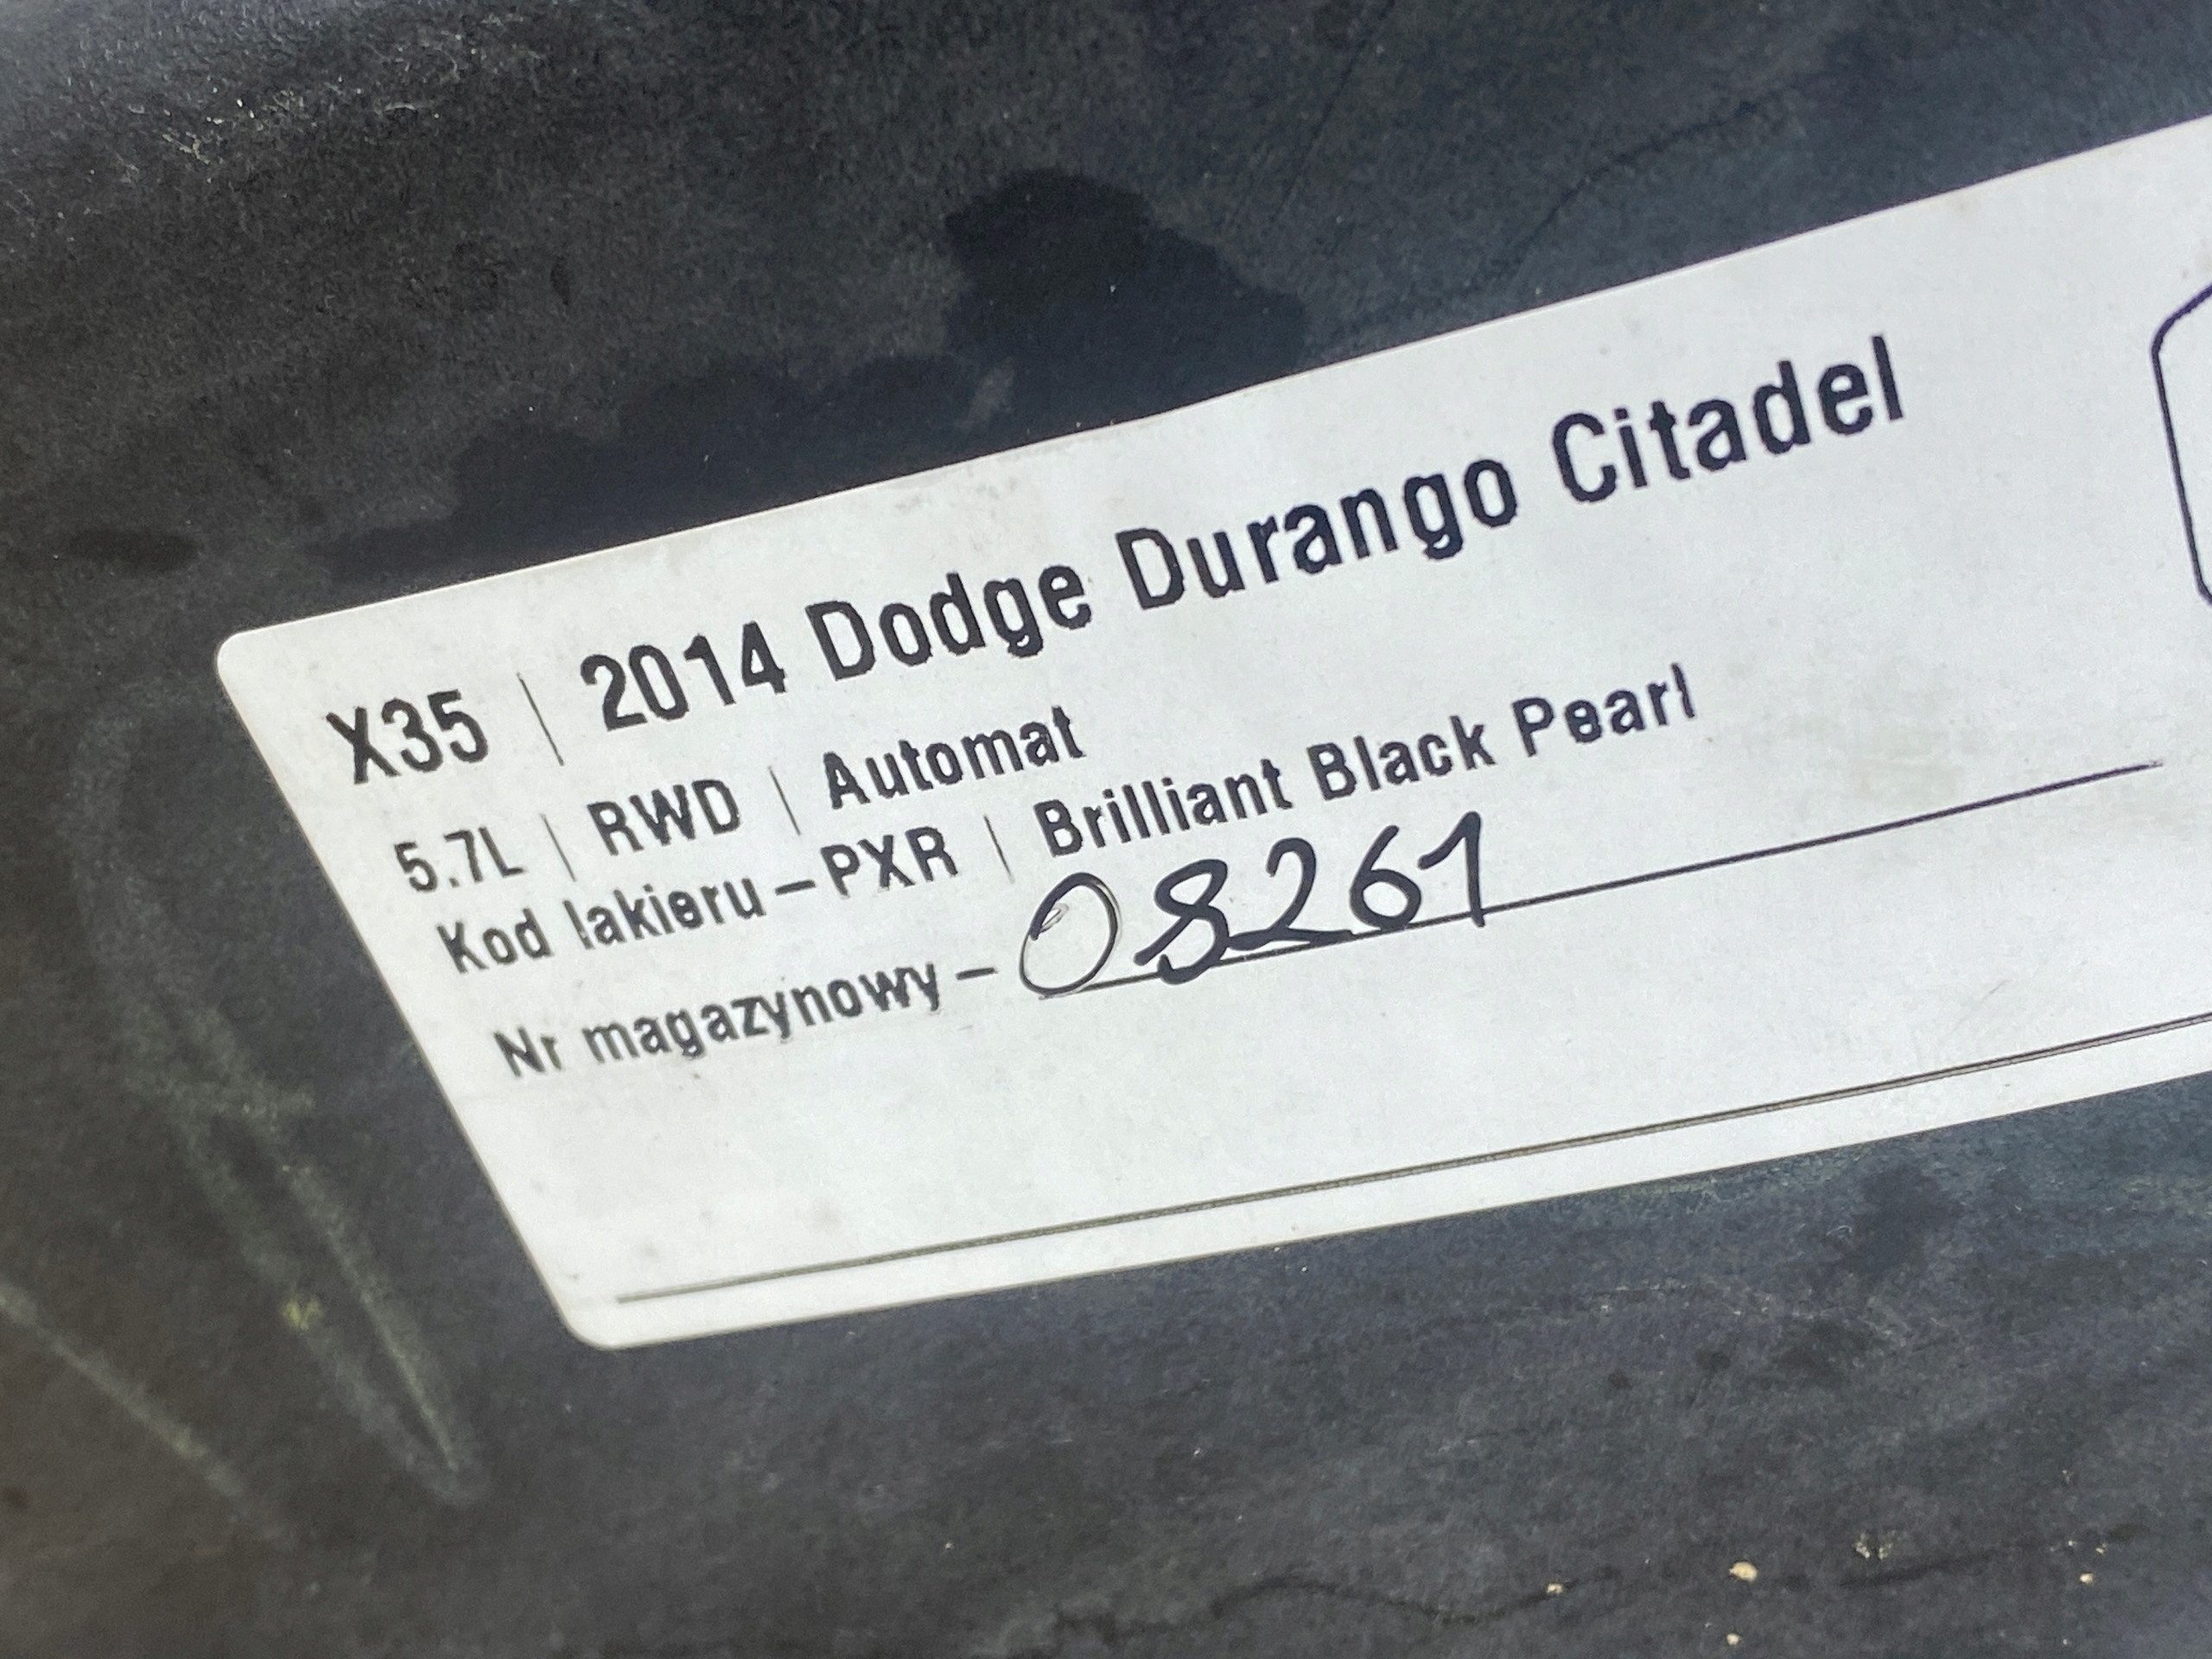 X35 | 2014 Dodge Durango Citadel
5.7L | RWD | Automat
Kod lakieru – PXR | Brilliant Black Pearl
Nr magazynowy – 08261